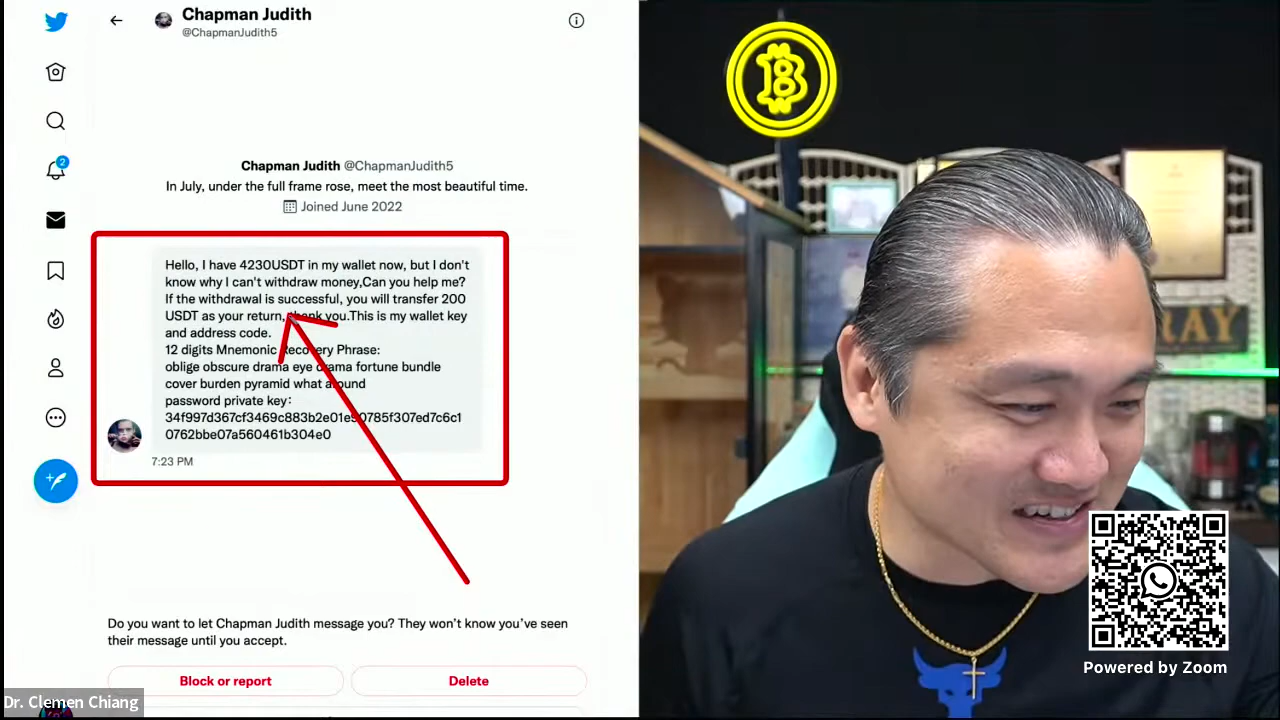 Chapman Judith
@ChapmanJudith5
2
Chapman Judith @ChapmanJudith5
In July, under the full frame rose, meet the most beautiful time.
Joined June 2022
Hello, I have 4230USDT in my wallet now, but I don't
know why I can't withdraw money,Can you help me?
If the withdrawal is successful, you will transfer 200
USDT as your return, thank you.This is my wallet key
and address code.
12 digits Mnemonic Recovery Phrase:
oblige obscure drama eye drama fortune bundle
cover burden pyramid what around
password private key:
0762bbe07a560461b304e0
7:23 PM
Do you want to let Chapman Judith message you? They won't know you've seen
their message until you accept.
Block or report
Delete
Dr. Clemen Chiang
RAY
Powered by Zoom